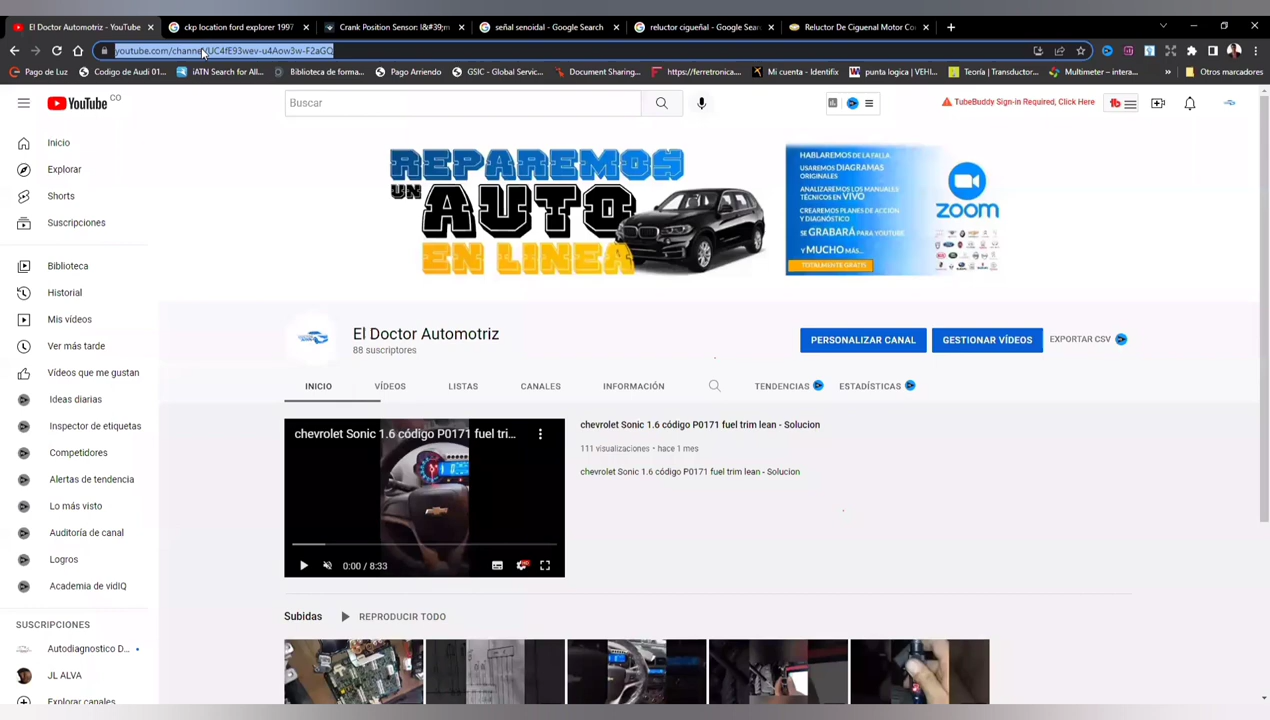 El Doctor Automotriz - YouTube
ckp location ford explorer 1997
Crank Position Sensor: l&#39;m
señal senoidal - Google Search
reluctor cigueñal - Google Sear
Reluctor De Ciguenal Motor Co
youtube.com/channel/UC4fE93wev-u4Aow3w-F2aGQ
Pago de Luz
Codigo de Audi 01...
iATN Search for All...
Biblioteca de forma...
Pago Arriendo
GSIC - Global Servic...
Document Sharing...
https://ferretronica....
Mi cuenta - Identifix
punta logica | VEHI...
Teoría | Transductor...
Multimeter – intera...
»
Otros marcadores
YouTube CO
Buscar
TubeBuddy Sign-in Required, Click Here
Inicio
Explorar
Shorts
Suscripciones
Biblioteca
Historial
Mis vídeos
Ver más tarde
Vídeos que me gustan
Ideas diarias
Inspector de etiquetas
Competidores
Alertas de tendencia
Lo más visto
Auditoría de canal
Logros
Academia de vidIQ
SUSCRIPCIONES
Autodiagnostico D...
JL ALVA
Explorar canales
REPAREMOS
UN AUTO
EN LINEA
HABLAREMOS DE LA FALLA
USAREMOS DIAGRAMAS
ORIGINALES
ANALIZAREMOS LOS MANUALES
TÉCNICOS EN VIVO
CREAREMOS PLANES DE ACCIÓN
Y DIAGNÓSTICO
SE GRABARÁ PARA YOUTUBE
Y MUCHO MAS...
TOTALMENTE GRATIS
zoom
El Doctor Automotriz
88 suscriptores
PERSONALIZAR CANAL
GESTIONAR VÍDEOS
EXPORTAR CSV
INICIO
VÍDEOS
LISTAS
CANALES
INFORMACIÓN
TENDENCIAS
ESTADÍSTICAS
chevrolet Sonic 1.6 código P0171 fuel tri...
0:00 / 8:33
chevrolet Sonic 1.6 código P0171 fuel trim lean - Solucion
111 visualizaciones • hace 1 mes
chevrolet Sonic 1.6 código P0171 fuel trim lean - Solucion
Subidas
REPRODUCIR TODO